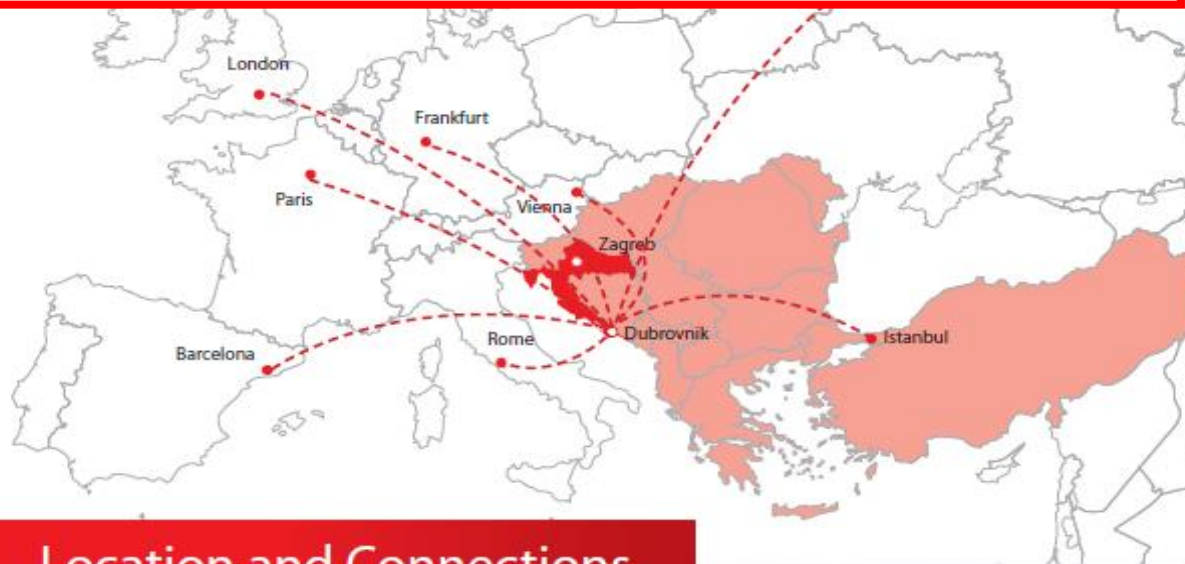 London
Frankfurt
Paris
Vienna
Zagreb
Dubrovnik
Istanbul
Rome
Barcelona
Location and Connections